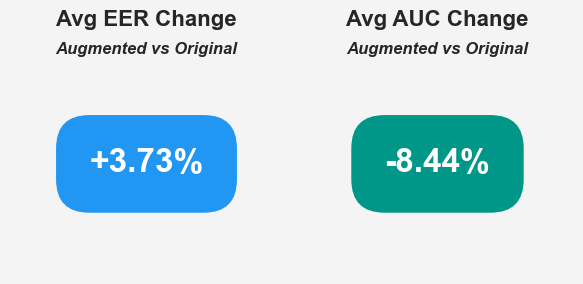 Avg EER Change
Augmented vs Original
+3.73%
Avg AUC Change
Augmented vs Original
-8.44%